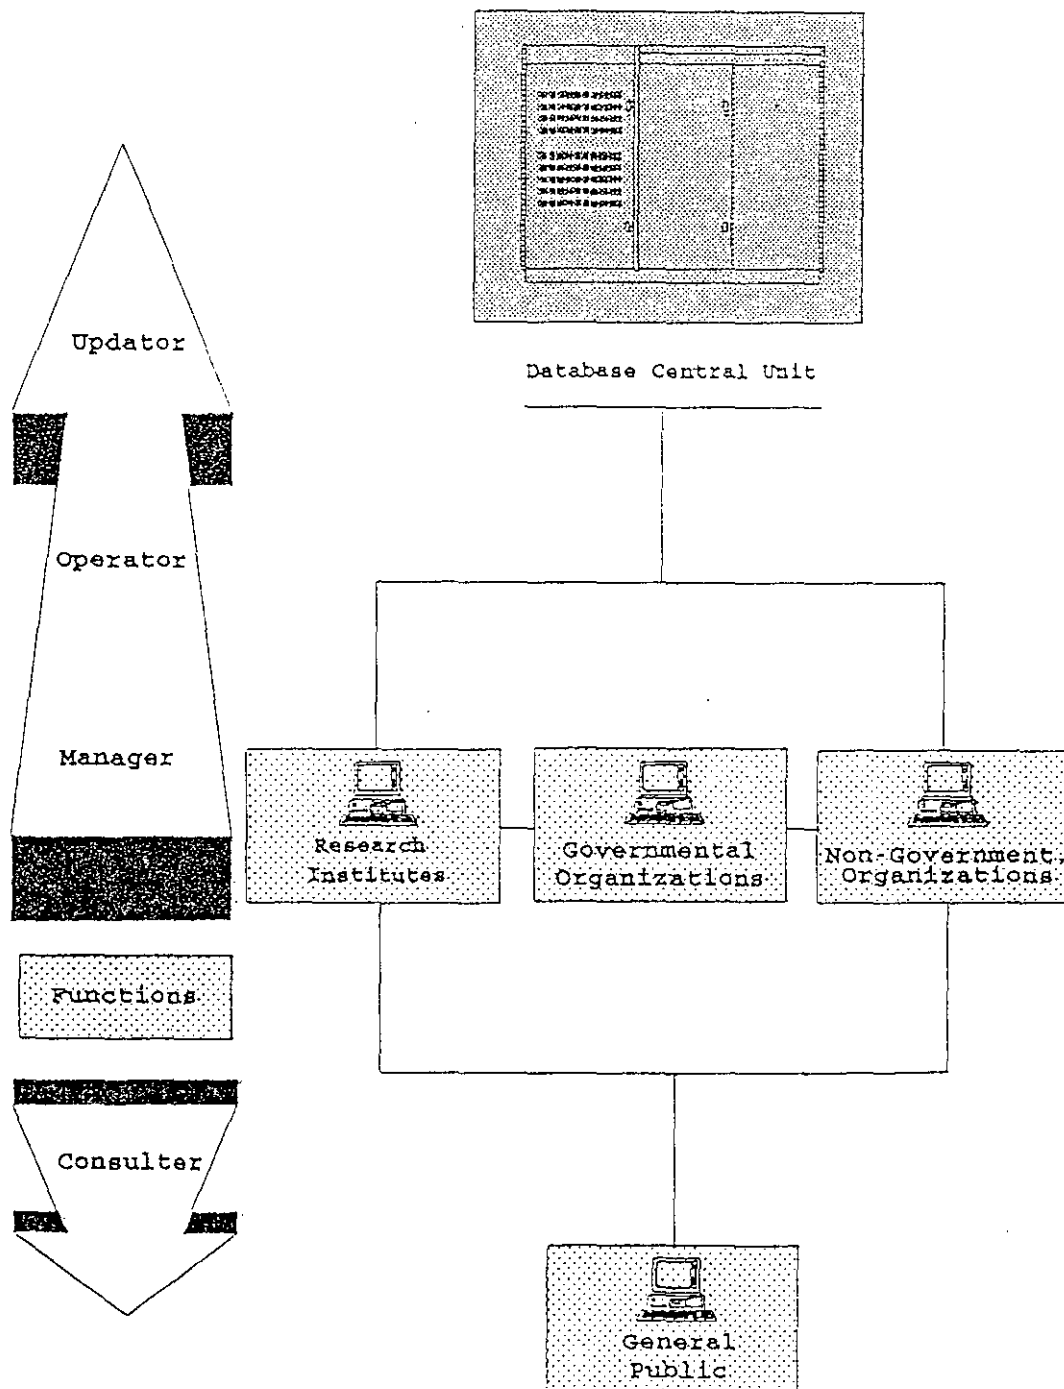 Database Central Unit
Updator
Operator
Manager
Research
Institutes
Governmental
Organizations
Non-Government.
Organizations
Functions
Consulter
General
Public